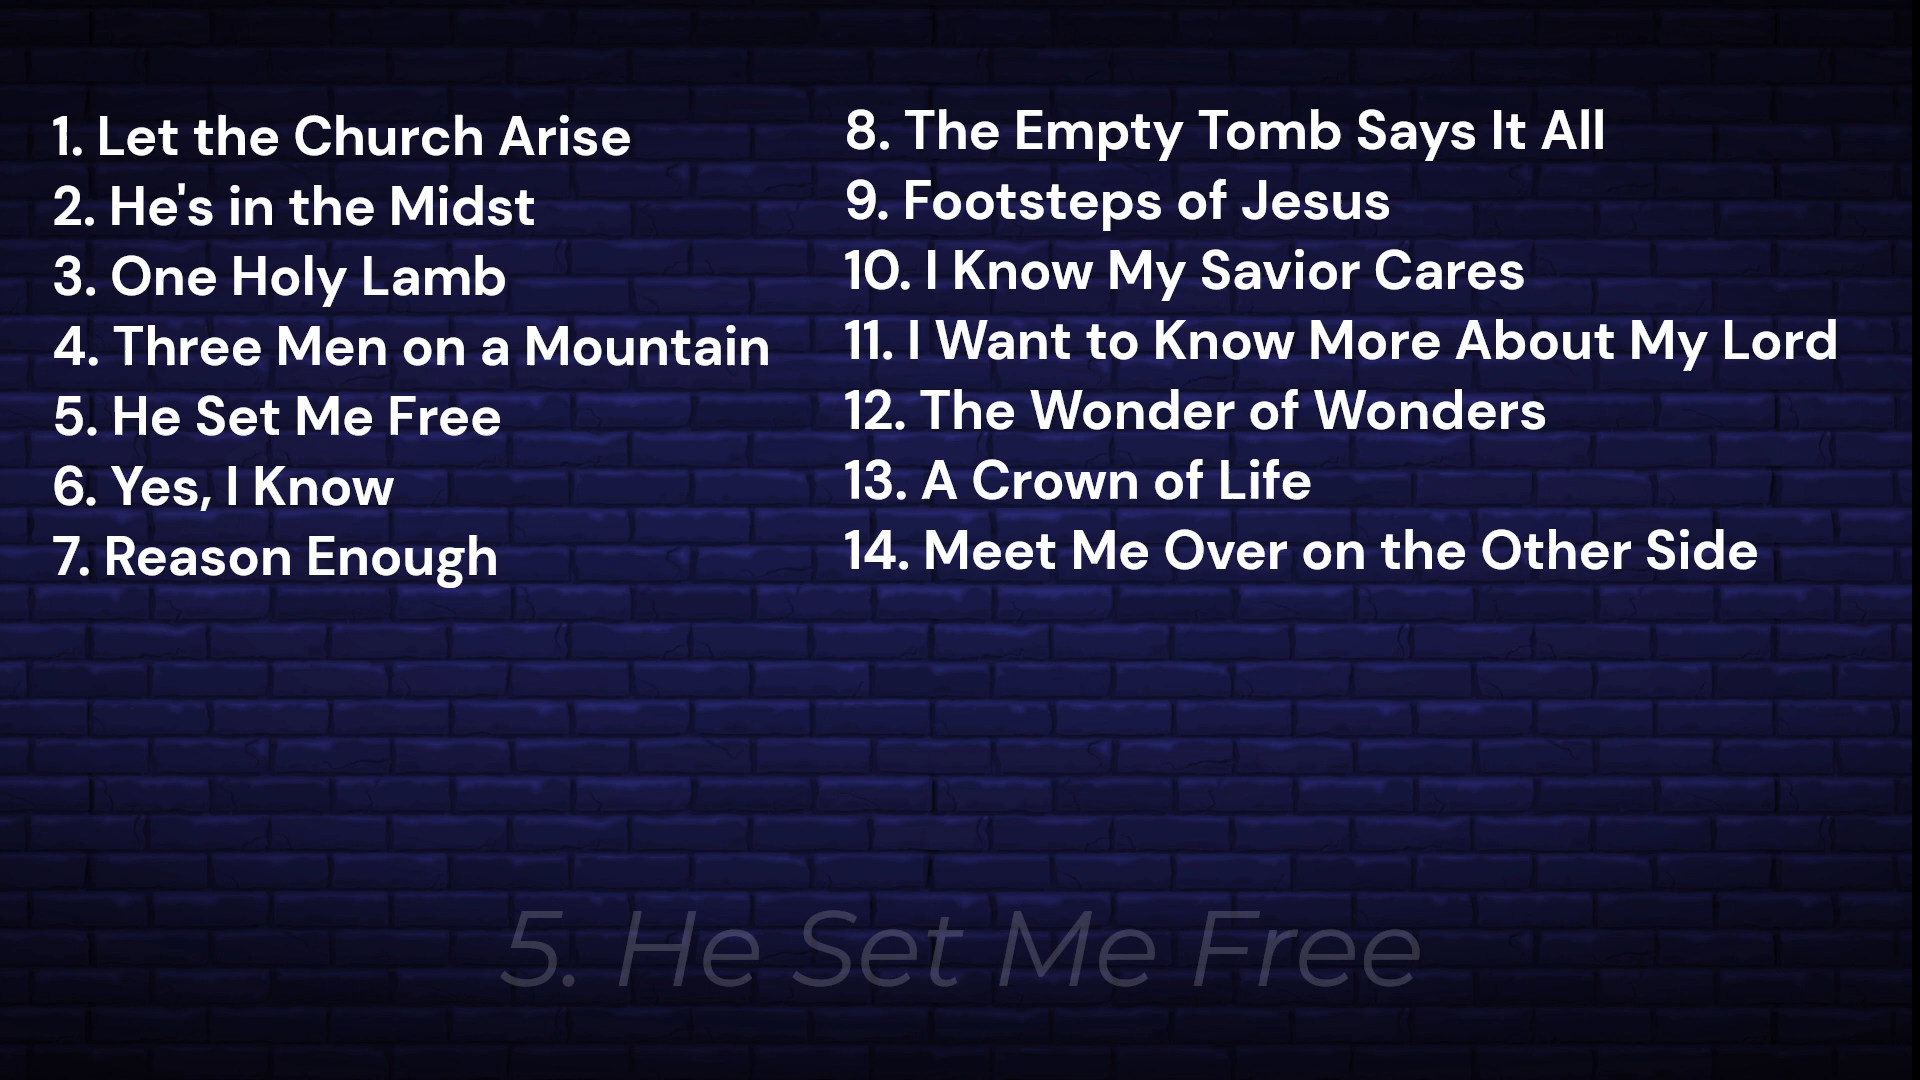 1. Let the Church Arise
2. He's in the Midst
3. One Holy Lamb
4. Three Men on a Mountain
5. He Set Me Free
6. Yes, I Know
7. Reason Enough
8. The Empty Tomb Says It All
9. Footsteps of Jesus
10. I Know My Savior Cares
11. I Want to Know More About My Lord
12. The Wonder of Wonders
13. A Crown of Life
14. Meet Me Over on the Other Side
5. He Set Me Free